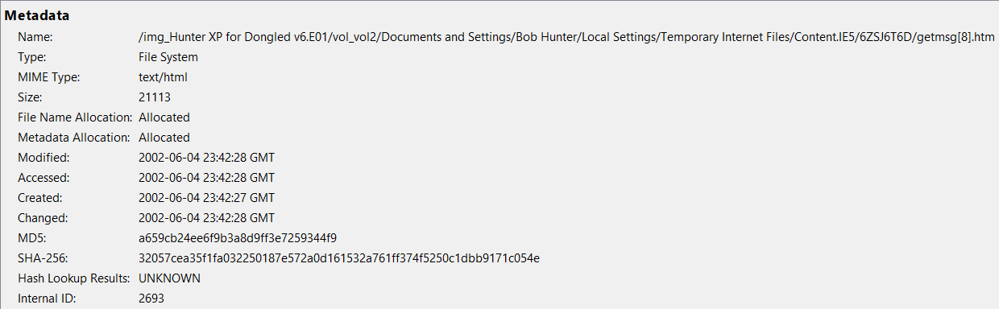 Metadata
Name: /img_Hunter XP for Dongled v6.E01/vol_vol2/Documents and Settings/Bob Hunter/Local Settings/Temporary Internet Files/Content.IE5/6ZSJ6T6D/getmsg[8].htm
Type: File System
MIME Type: text/html
Size: 21113
File Name Allocation: Allocated
Metadata Allocation: Allocated
Modified: 2002-06-04 23:42:28 GMT
Accessed: 2002-06-04 23:42:28 GMT
Created: 2002-06-04 23:42:27 GMT
Changed: 2002-06-04 23:42:28 GMT
MD5: a659cb24ee6f9b3a8d9ff3e7259344f9
SHA-256: 32057cea35f1fa032250187e572a0d161532a761ff374f5250c1dbb9171c054e
Hash Lookup Results: UNKNOWN
Internal ID: 2693